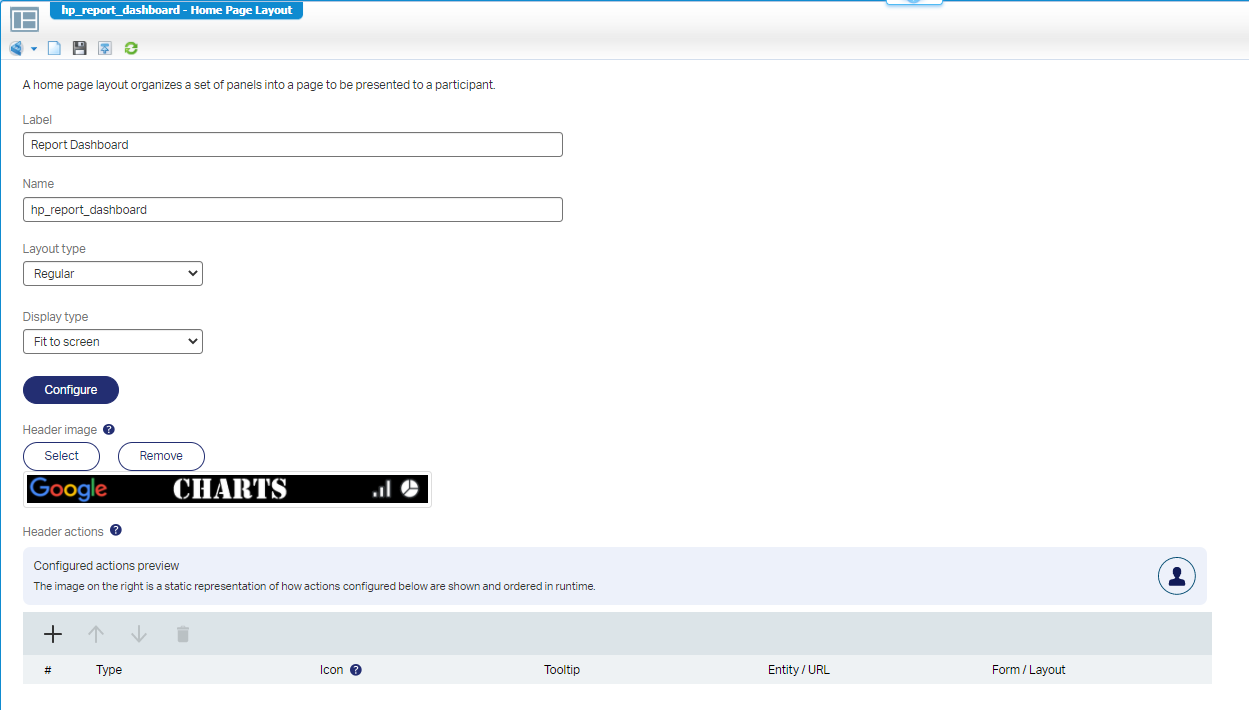 hp_report_dashboard - Home Page Layout
A home page layout organizes a set of panels into a page to be presented to a participant.
Label
Report Dashboard
Name
hp_report_dashboard
Layout type
Regular
Display type
Fit to screen
Configure
Header image ?
Select Remove
Google CHARTS
Header actions ?
Configured actions preview
The image on the right is a static representation of how actions configured below are shown and ordered in runtime.
# Type Icon ? Tooltip Entity / URL Form / Layout